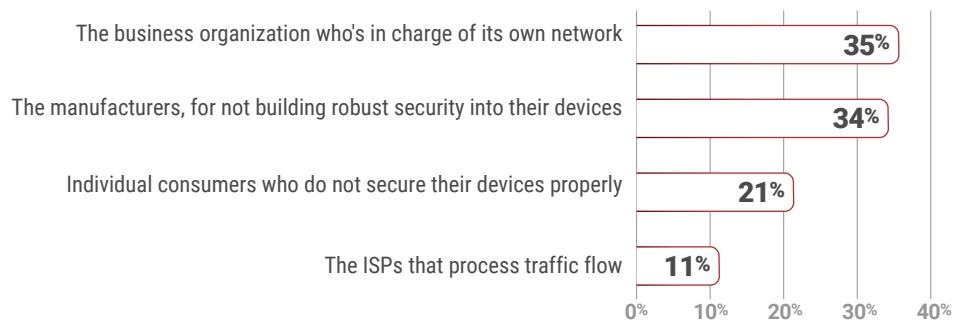 The business organization who's in charge of its own network
35%
The manufacturers, for not building robust security into their devices
34%
Individual consumers who do not secure their devices properly
21%
The ISPs that process traffic flow
11%
0% 10% 20% 30% 40%